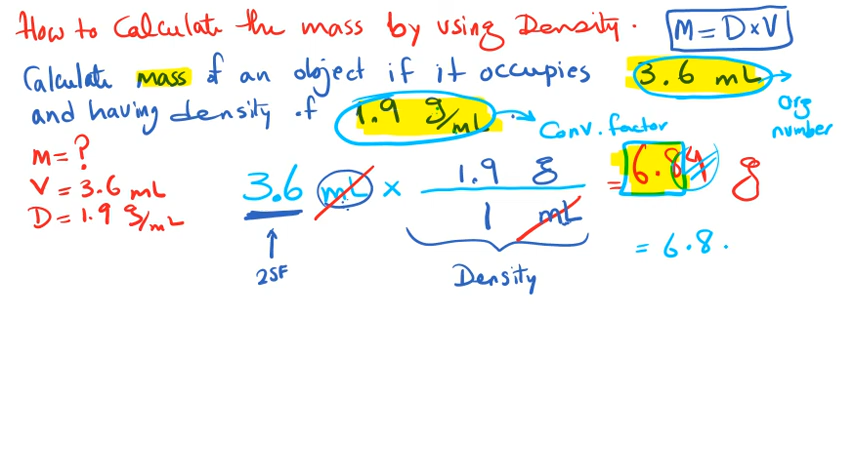 How to Calculate the mass by using Density. M = D×V
Calculate mass of an object if it occupies 3.6 mL
and having density of 1.9 g/mL
Org number
Conv. factor
M = ?
V = 3.6 mL
D = 1.9 g/mL
3.6 mL × 1.9 g / 1 mL = 6.84 g
= 6.8.
2SF
Density